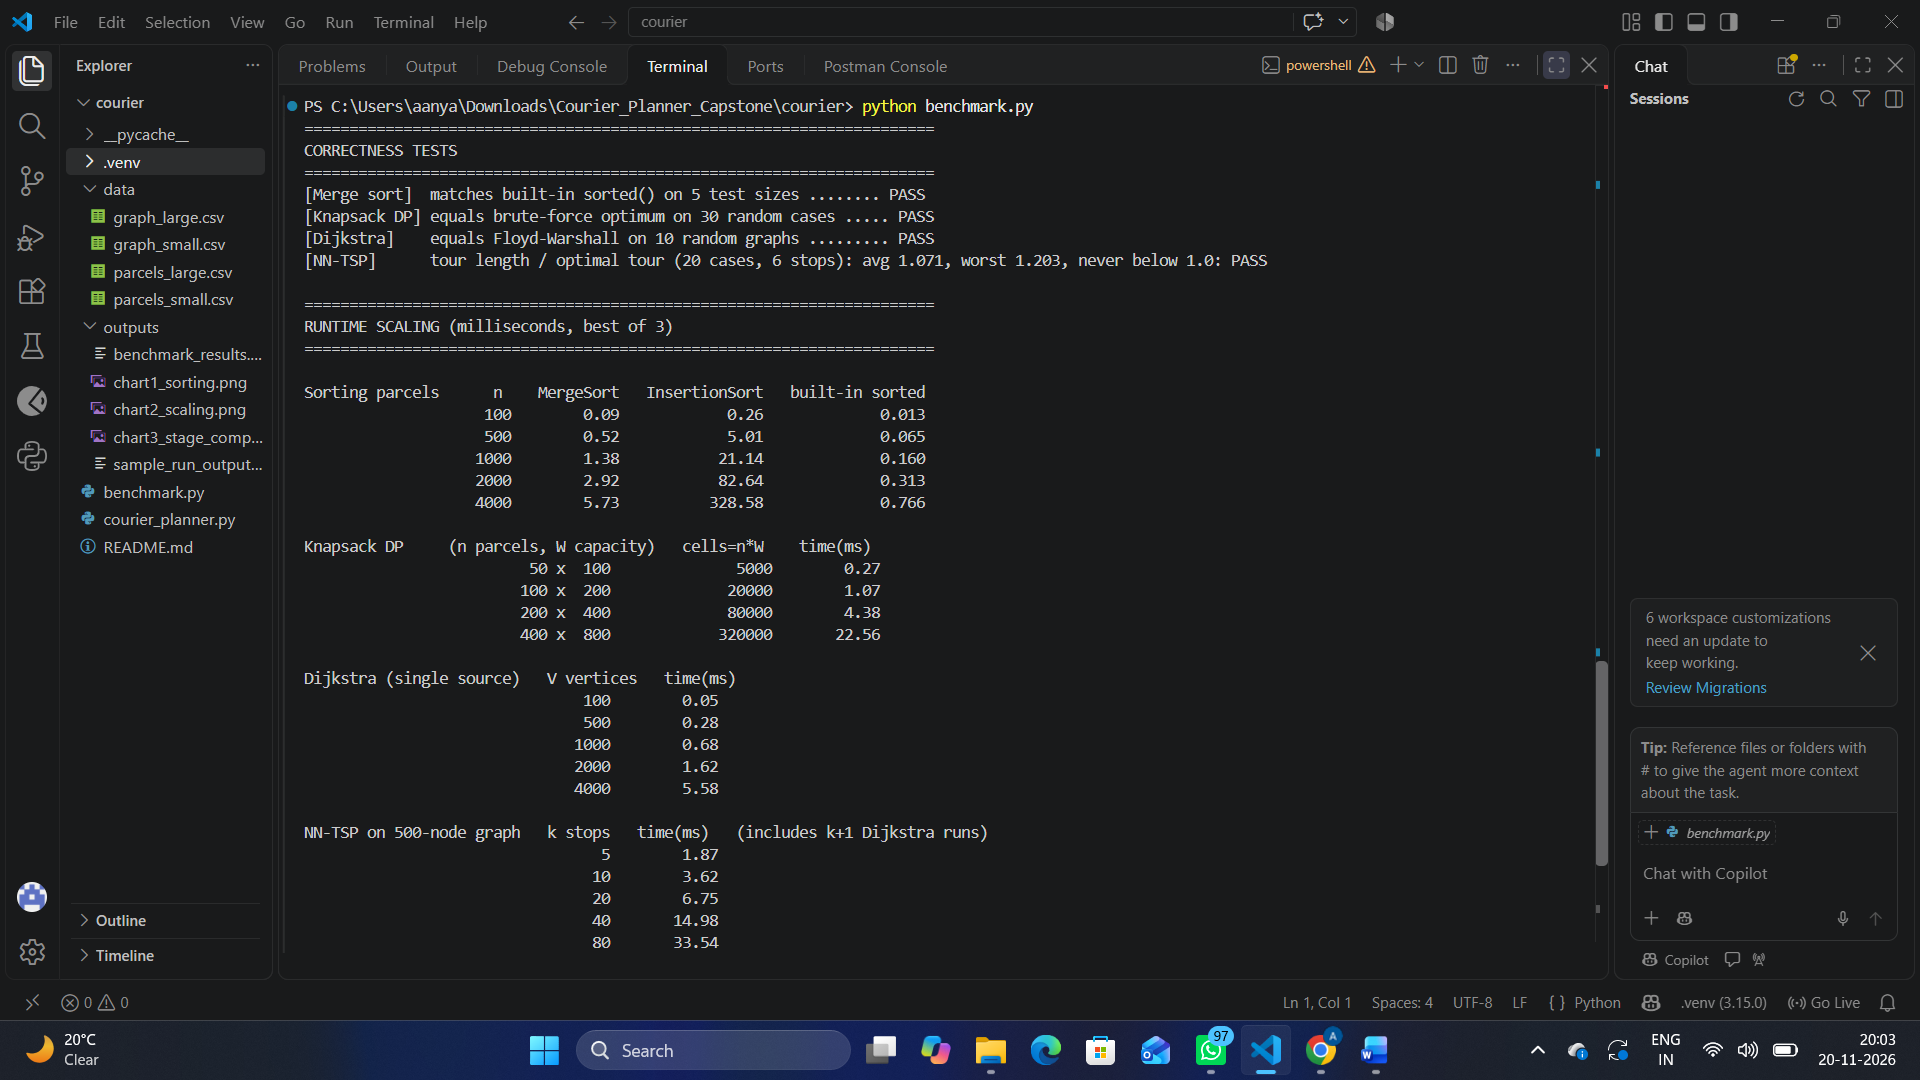 File Edit Selection View Go Run Terminal Help
courier
Explorer
courier
__pycache__
.venv
data
graph_large.csv
graph_small.csv
parcels_large.csv
parcels_small.csv
outputs
benchmark_results....
chart1_sorting.png
chart2_scaling.png
chart3_stage_comp...
sample_run_output...
benchmark.py
courier_planner.py
README.md
Outline
Timeline
Problems Output Debug Console Terminal Ports Postman Console
powershell
PS C:\Users\aanya\Downloads\Courier_Planner_Capstone\courier> python benchmark.py
======================================================================
CORRECTNESS TESTS
======================================================================
[Merge sort]  matches built-in sorted() on 5 test sizes ........ PASS
[Knapsack DP] equals brute-force optimum on 30 random cases ..... PASS
[Dijkstra]    equals Floyd-Warshall on 10 random graphs ......... PASS
[NN-TSP]      tour length / optimal tour (20 cases, 6 stops): avg 1.071, worst 1.203, never below 1.0: PASS
======================================================================
RUNTIME SCALING (milliseconds, best of 3)
======================================================================
Sorting parcels      n    MergeSort   InsertionSort   built-in sorted
100        0.09            0.26             0.013
500        0.52            5.01             0.065
1000        1.38           21.14             0.160
2000        2.92           82.64             0.313
4000        5.73          328.58             0.766
Knapsack DP     (n parcels, W capacity)   cells=n*W    time(ms)
50 x  100              5000        0.27
100 x  200             20000        1.07
200 x  400             80000        4.38
400 x  800            320000       22.56
Dijkstra (single source)   V vertices   time(ms)
100        0.05
500        0.28
1000        0.68
2000        1.62
4000        5.58
NN-TSP on 500-node graph   k stops   time(ms)   (includes k+1 Dijkstra runs)
5        1.87
10        3.62
20        6.75
40       14.98
80       33.54
Chat
Sessions
6 workspace customizations
need an update to
keep working.
Review Migrations
Tip: Reference files or folders with
# to give the agent more context
about the task.
benchmark.py
Chat with Copilot
Copilot
0 0
Ln 1, Col 1 Spaces: 4 UTF-8 LF { } Python .venv (3.15.0) Go Live
20°C
Clear
Search
97
A
ENG
IN
20:03
20-11-2026